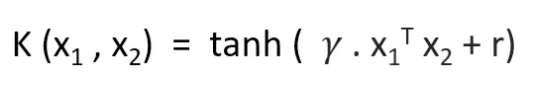 K (x₁ , x₂) = tanh ( γ . x₁ᵀ x₂ + r)